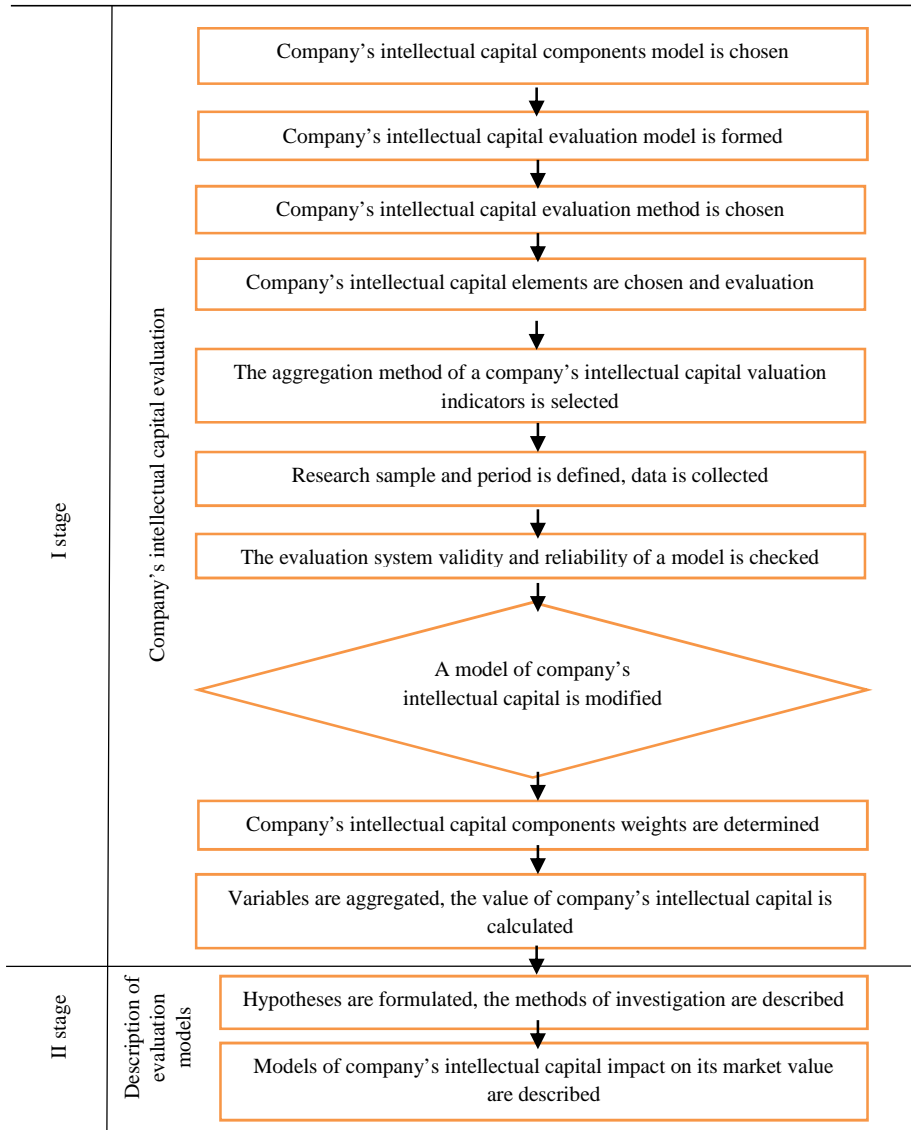 I stage
Company's intellectual capital evaluation
Company's intellectual capital components model is chosen
Company's intellectual capital evaluation model is formed
Company's intellectual capital evaluation method is chosen
Company's intellectual capital elements are chosen and evaluation
The aggregation method of a company's intellectual capital valuation
indicators is selected
Research sample and period is defined, data is collected
The evaluation system validity and reliability of a model is checked
A model of company's
intellectual capital is modified
Company's intellectual capital components weights are determined
Variables are aggregated, the value of company's intellectual capital is
calculated
II stage
Description of
evaluation
models
Hypotheses are formulated, the methods of investigation are described
Models of company's intellectual capital impact on its market value
are described